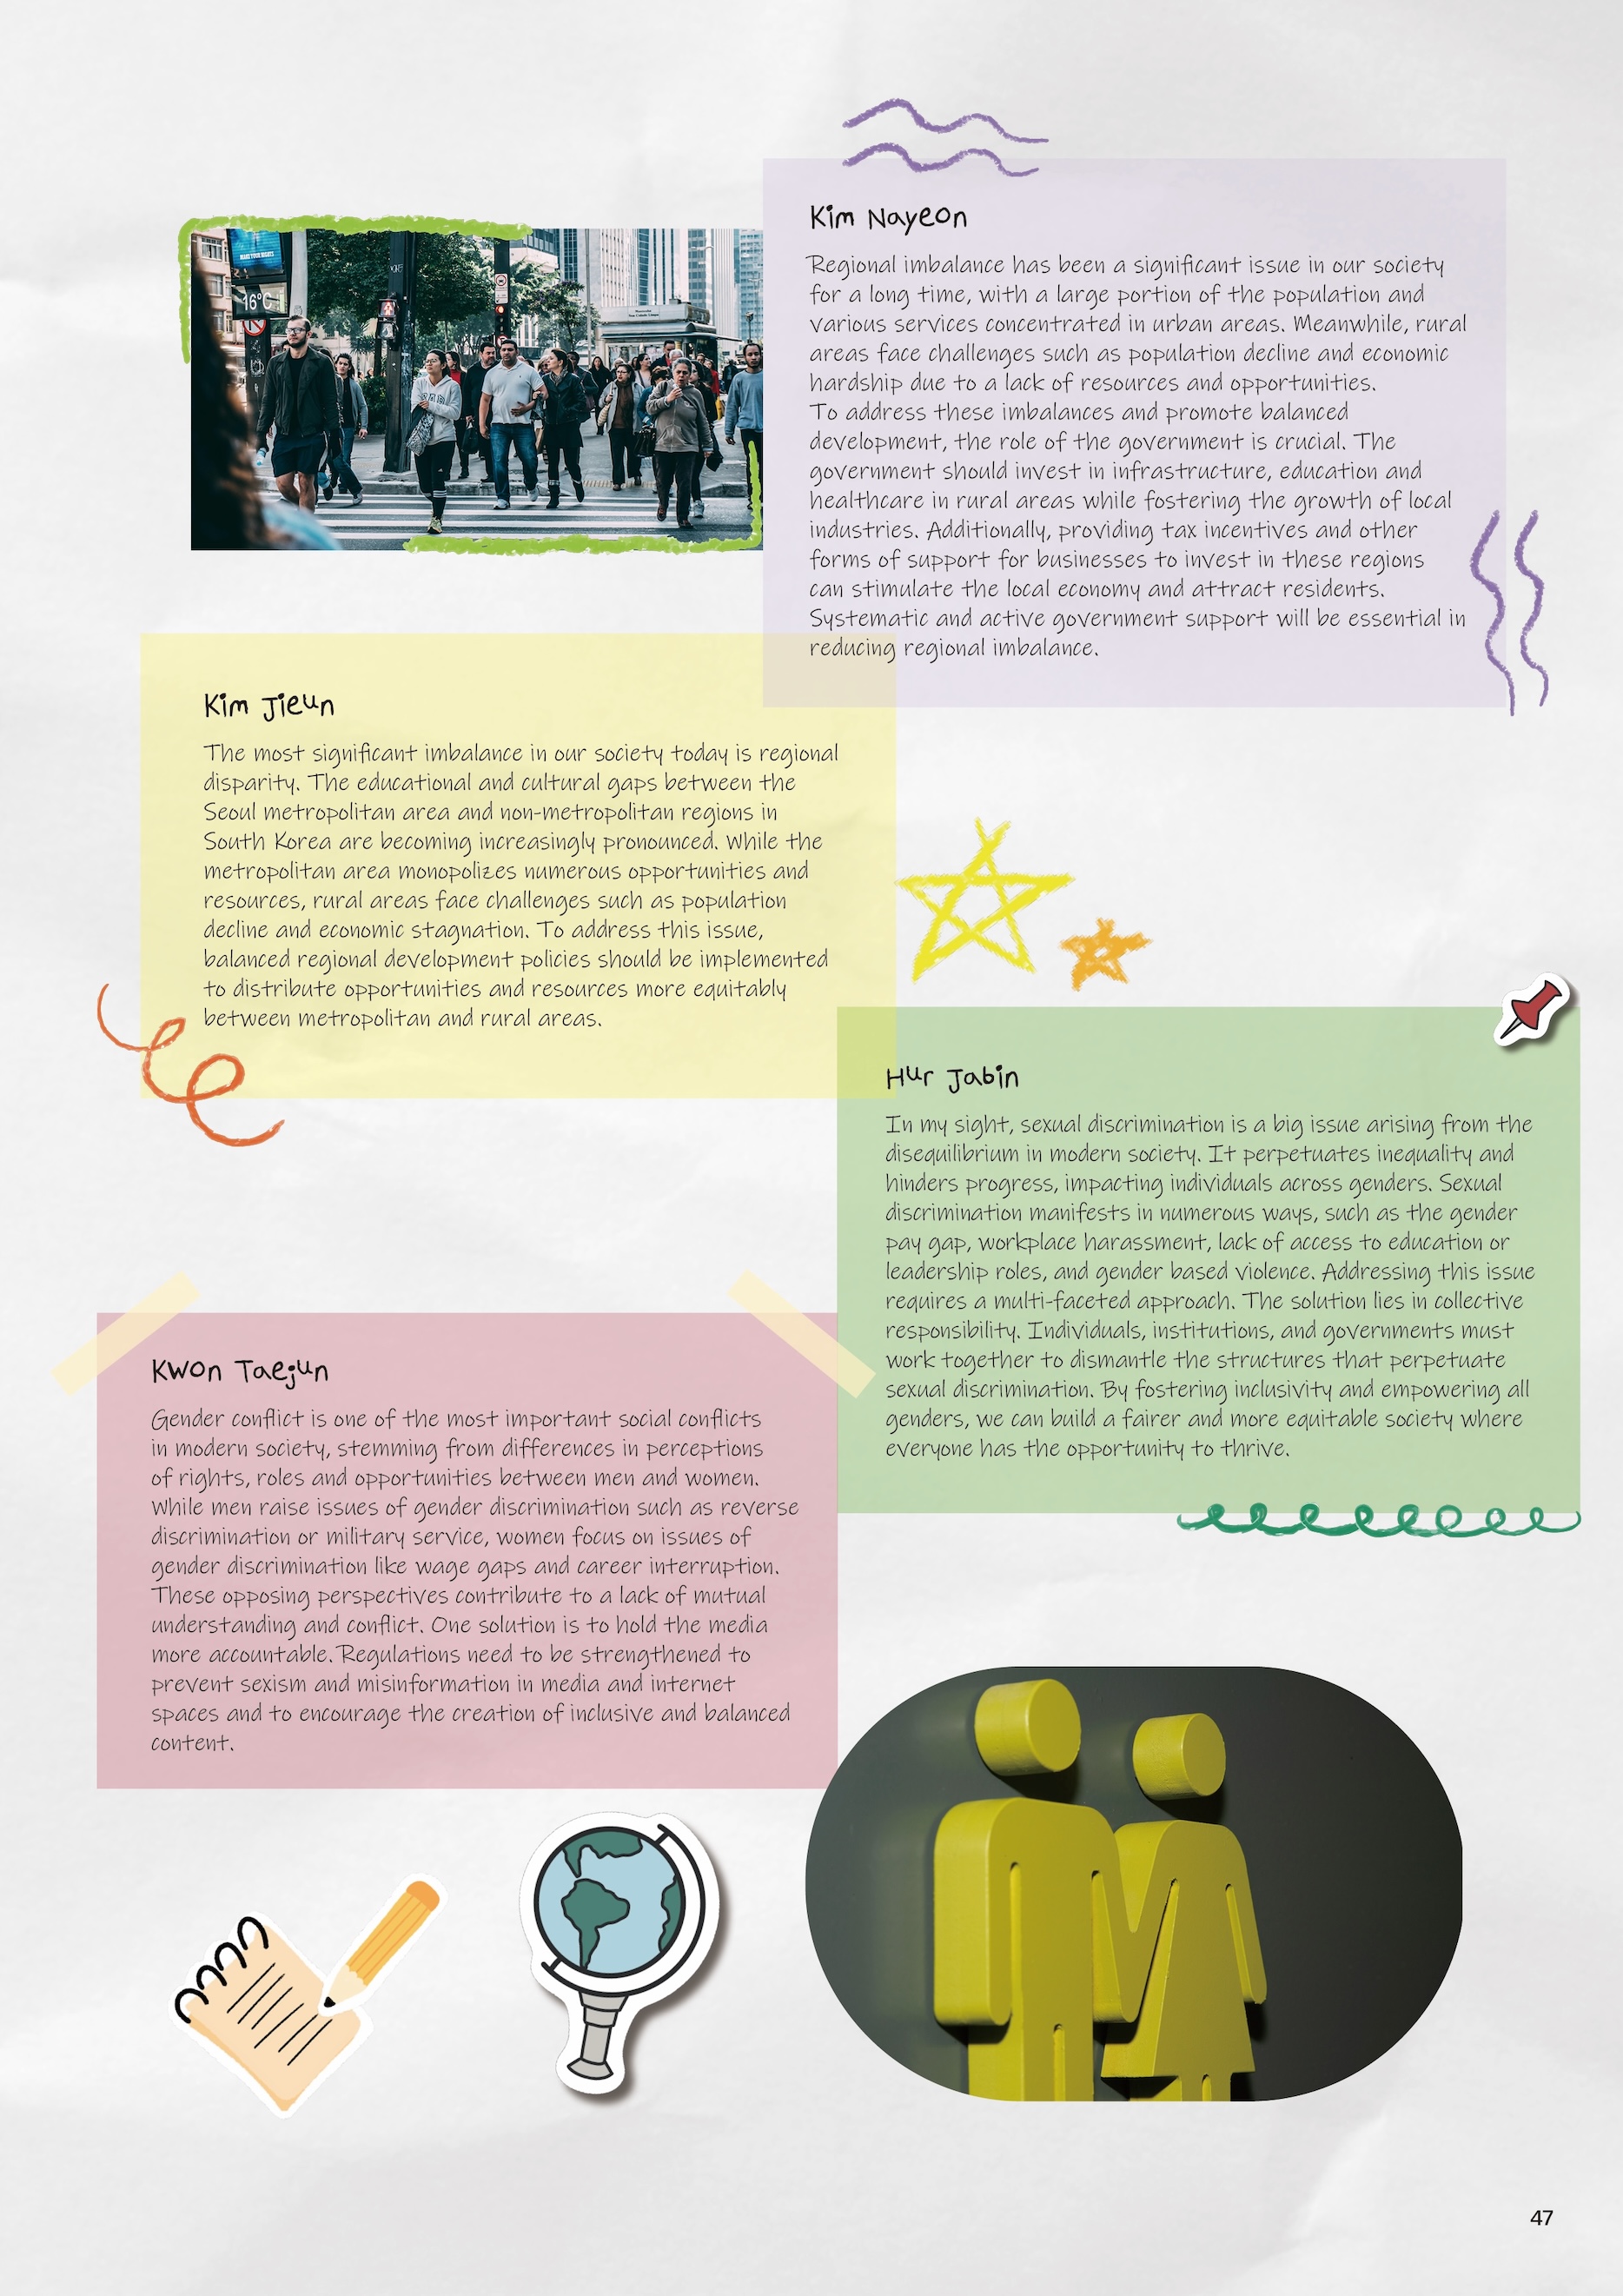 MAKE YOUR NIGHTS
16°C
Kim Nayeon
Regional imbalance has been a significant issue in our society
for a long time, with a large portion of the population and
various services concentrated in urban areas. Meanwhile, rural
areas face challenges such as population decline and economic
hardship due to a lack of resources and opportunities.
To address these imbalances and promote balanced
development, the role of the government is crucial. The
government should invest in infrastructure, education and
healthcare in rural areas while fostering the growth of local
industries. Additionally, providing tax incentives and other
forms of support for businesses to invest in these regions
can stimulate the local economy and attract residents.
Systematic and active government support will be essential in
reducing regional imbalance.
Kim Jieun
The most significant imbalance in our society today is regional
disparity. The educational and cultural gaps between the
Seoul metropolitan area and non-metropolitan regions in
South Korea are becoming increasingly pronounced. While the
metropolitan area monopolizes numerous opportunities and
resources, rural areas face challenges such as population
decline and economic stagnation. To address this issue,
balanced regional development policies should be implemented
to distribute opportunities and resources more equitably
between metropolitan and rural areas.
Hur Jabin
In my sight, sexual discrimination is a big issue arising from the
disequilibrium in modern society. It perpetuates inequality and
hinders progress, impacting individuals across genders. Sexual
discrimination manifests in numerous ways, such as the gender
pay gap, workplace harassment, lack of access to education or
leadership roles, and gender based violence. Addressing this issue
requires a multi-faceted approach. The solution lies in collective
responsibility. Individuals, institutions, and governments must
work together to dismantle the structures that perpetuate
sexual discrimination. By fostering inclusivity and empowering all
genders, we can build a fairer and more equitable society where
everyone has the opportunity to thrive.
Kwon Taejun
Gender conflict is one of the most important social conflicts
in modern society, stemming from differences in perceptions
of rights, roles and opportunities between men and women.
While men raise issues of gender discrimination such as reverse
discrimination or military service, women focus on issues of
gender discrimination like wage gaps and career interruption.
These opposing perspectives contribute to a lack of mutual
understanding and conflict. One solution is to hold the media
more accountable. Regulations need to be strengthened to
prevent sexism and misinformation in media and internet
spaces and to encourage the creation of inclusive and balanced
content.
47